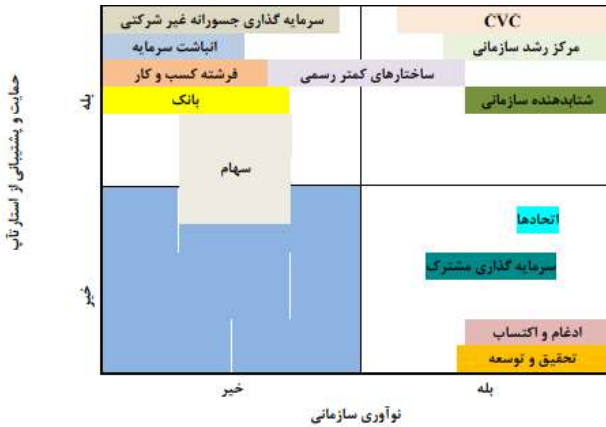 سرمایه گذاری جسورانه غیر شرکتی
CVC
انباشت سرمایه
مرکز رشد سازمانی
فرشته کسب و کار
ساختارهای کمتر رسمی
بانک
شتابدهنده سازمانی
سهام
اتحادها
سرمایه گذاری مشترک
ادغام و اکتساب
تحقیق و توسعه
حمایت و پشتیبانی از استارتآپ
بله
خیر
خیر
بله
نوآوری سازمانی